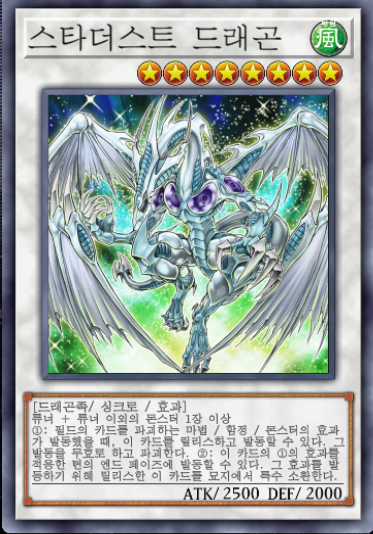 스타더스트 드래곤
風
[드래곤족/ 싱크로 / 효과]
튜너 + 튜너 이외의 몬스터 1장 이상
①: 필드의 카드를 파괴하는 마법 / 함정 / 몬스터의 효과
가 발동했을 때, 이 카드를 릴리스하고 발동할 수 있다. 그
발동을 무효로 하고 파괴한다. ②: 이 카드의 ①의 효과를
적용한 턴의 엔드 페이즈에 발동할 수 있다. 그 효과를 발
동하기 위해 릴리스한 이 카드를 묘지에서 특수 소환한다.
ATK/ 2500 DEF/ 2000